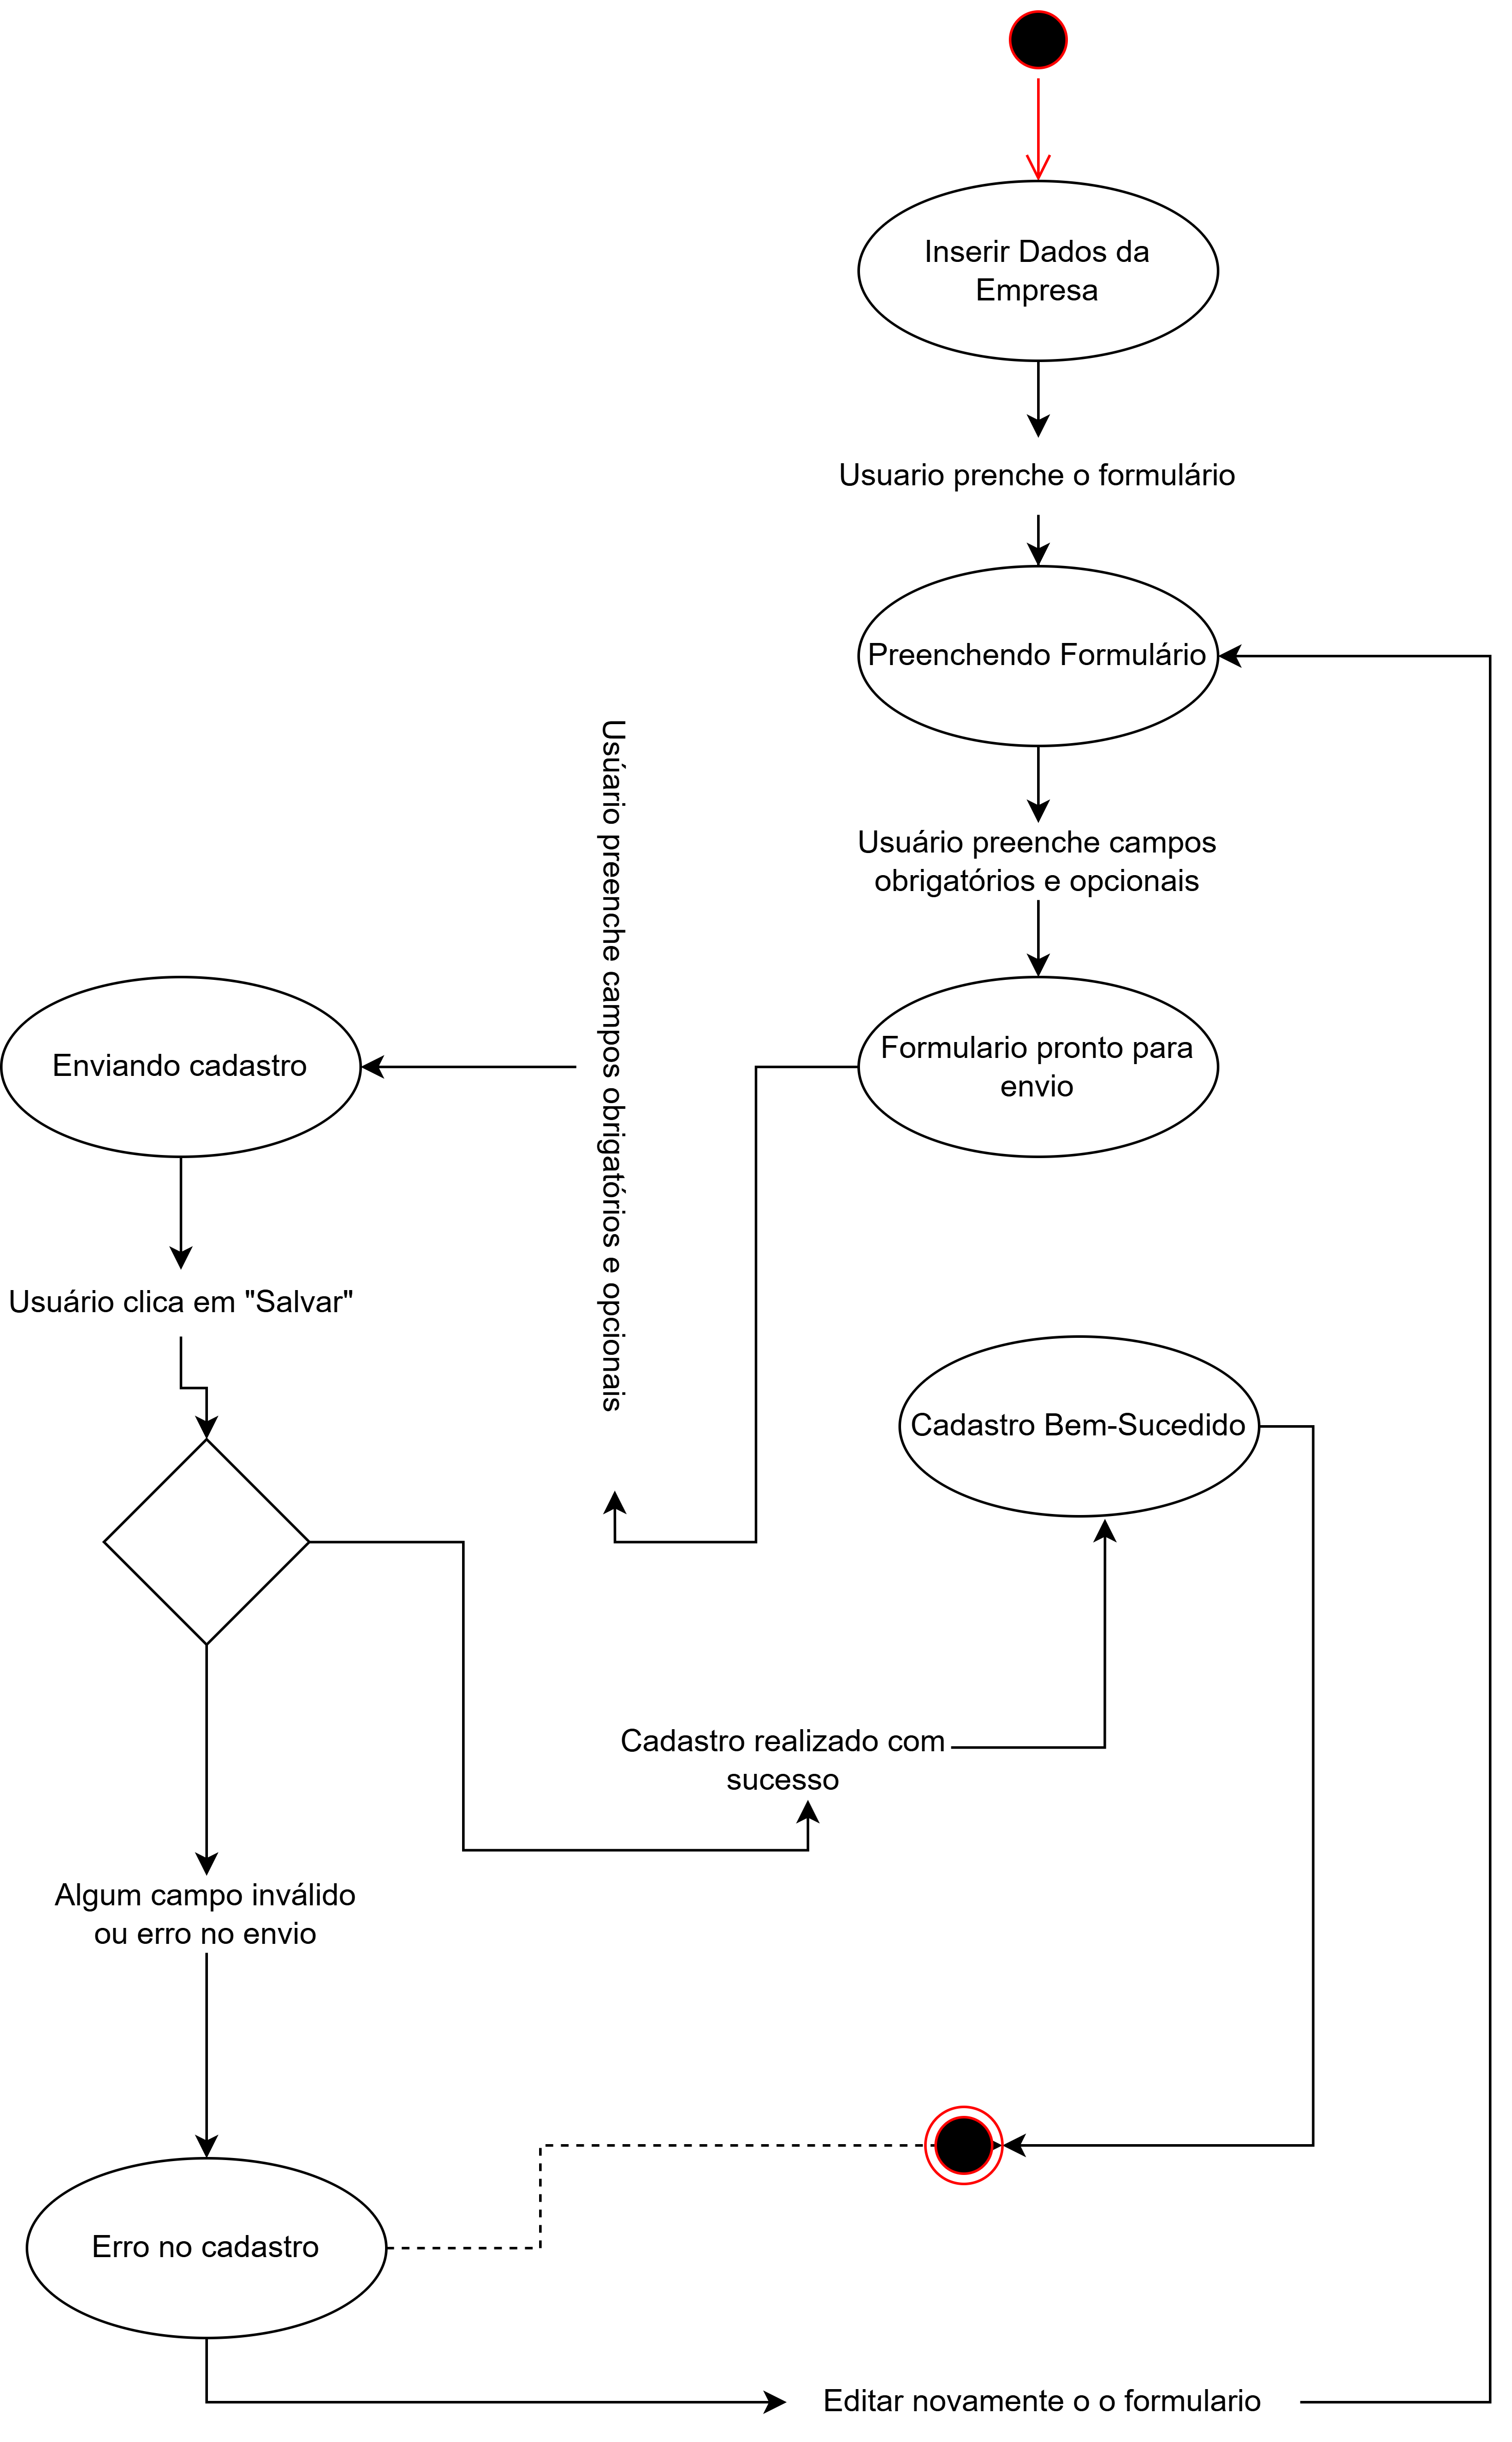 Inserir Dados da
Empresa
Usuario prenche o formulário
Preenchendo Formulário
Usuário preenche campos
obrigatórios e opcionais
Formulario pronto para
envio
Usúario preenche campos obrigatórios e opcionais
Enviando cadastro
Usuário clica em "Salvar"
Cadastro Bem-Sucedido
Cadastro realizado com
sucesso
Algum campo inválido
ou erro no envio
Erro no cadastro
Editar novamente o o formulario